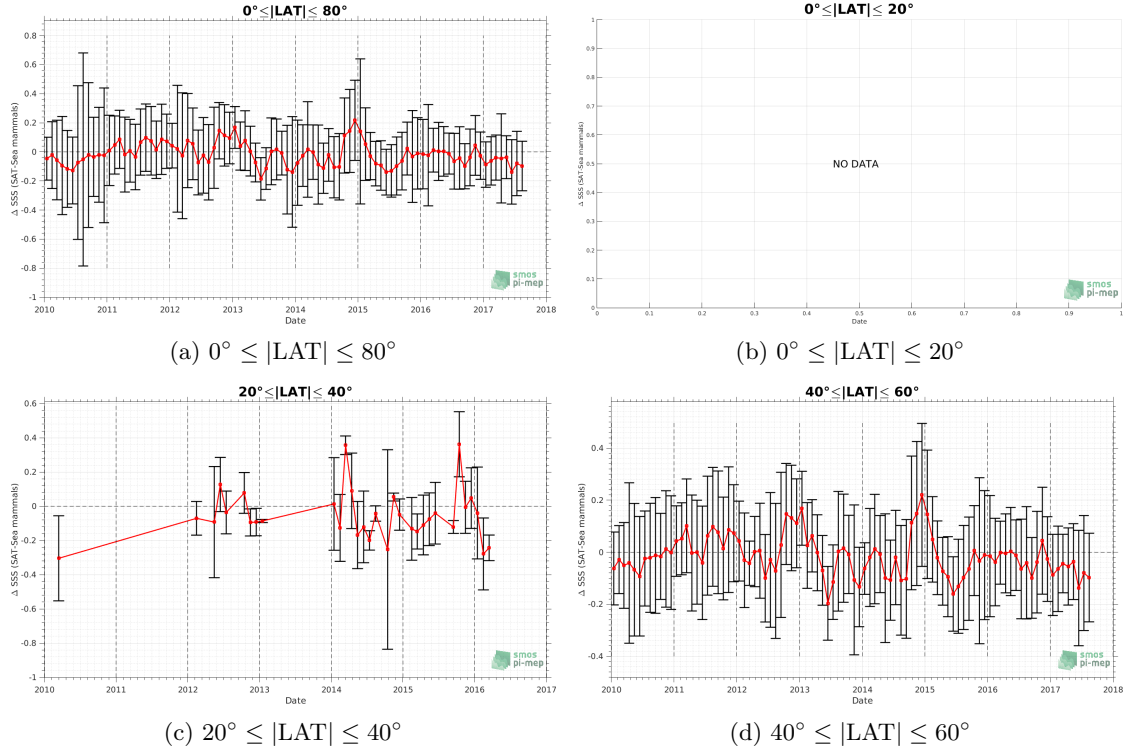 0°≤|LAT|≤ 80°
Δ SSS (SAT-Sea mammals)
0.8
0.6
0.4
0.2
0
-0.2
-0.4
-0.6
-0.8
-1
2010 2011 2012 2013 2014 2015 2016 2017 2018
Date
smos
pi-mep
(a) 0° ≤ |LAT| ≤ 80°
0°≤|LAT|≤ 20°
Δ SSS (SAT-Sea mammals)
1
0.9
0.8
0.7
0.6
0.5
0.4
0.3
0.2
0.1
0
NO DATA
0 0.1 0.2 0.3 0.4 0.5 0.6 0.7 0.8 0.9 1
Date
smos
pi-mep
(b) 0° ≤ |LAT| ≤ 20°
20°≤|LAT|≤ 40°
Δ SSS (SAT-Sea mammals)
0.6
0.4
0.2
0
-0.2
-0.4
-0.6
-0.8
-1
2010 2011 2012 2013 2014 2015 2016 2017
Date
smos
pi-mep
(c) 20° ≤ |LAT| ≤ 40°
40°≤|LAT|≤ 60°
Δ SSS (SAT-Sea mammals)
0.4
0.2
0
-0.2
-0.4
2010 2011 2012 2013 2014 2015 2016 2017 2018
Date
smos
pi-mep
(d) 40° ≤ |LAT| ≤ 60°